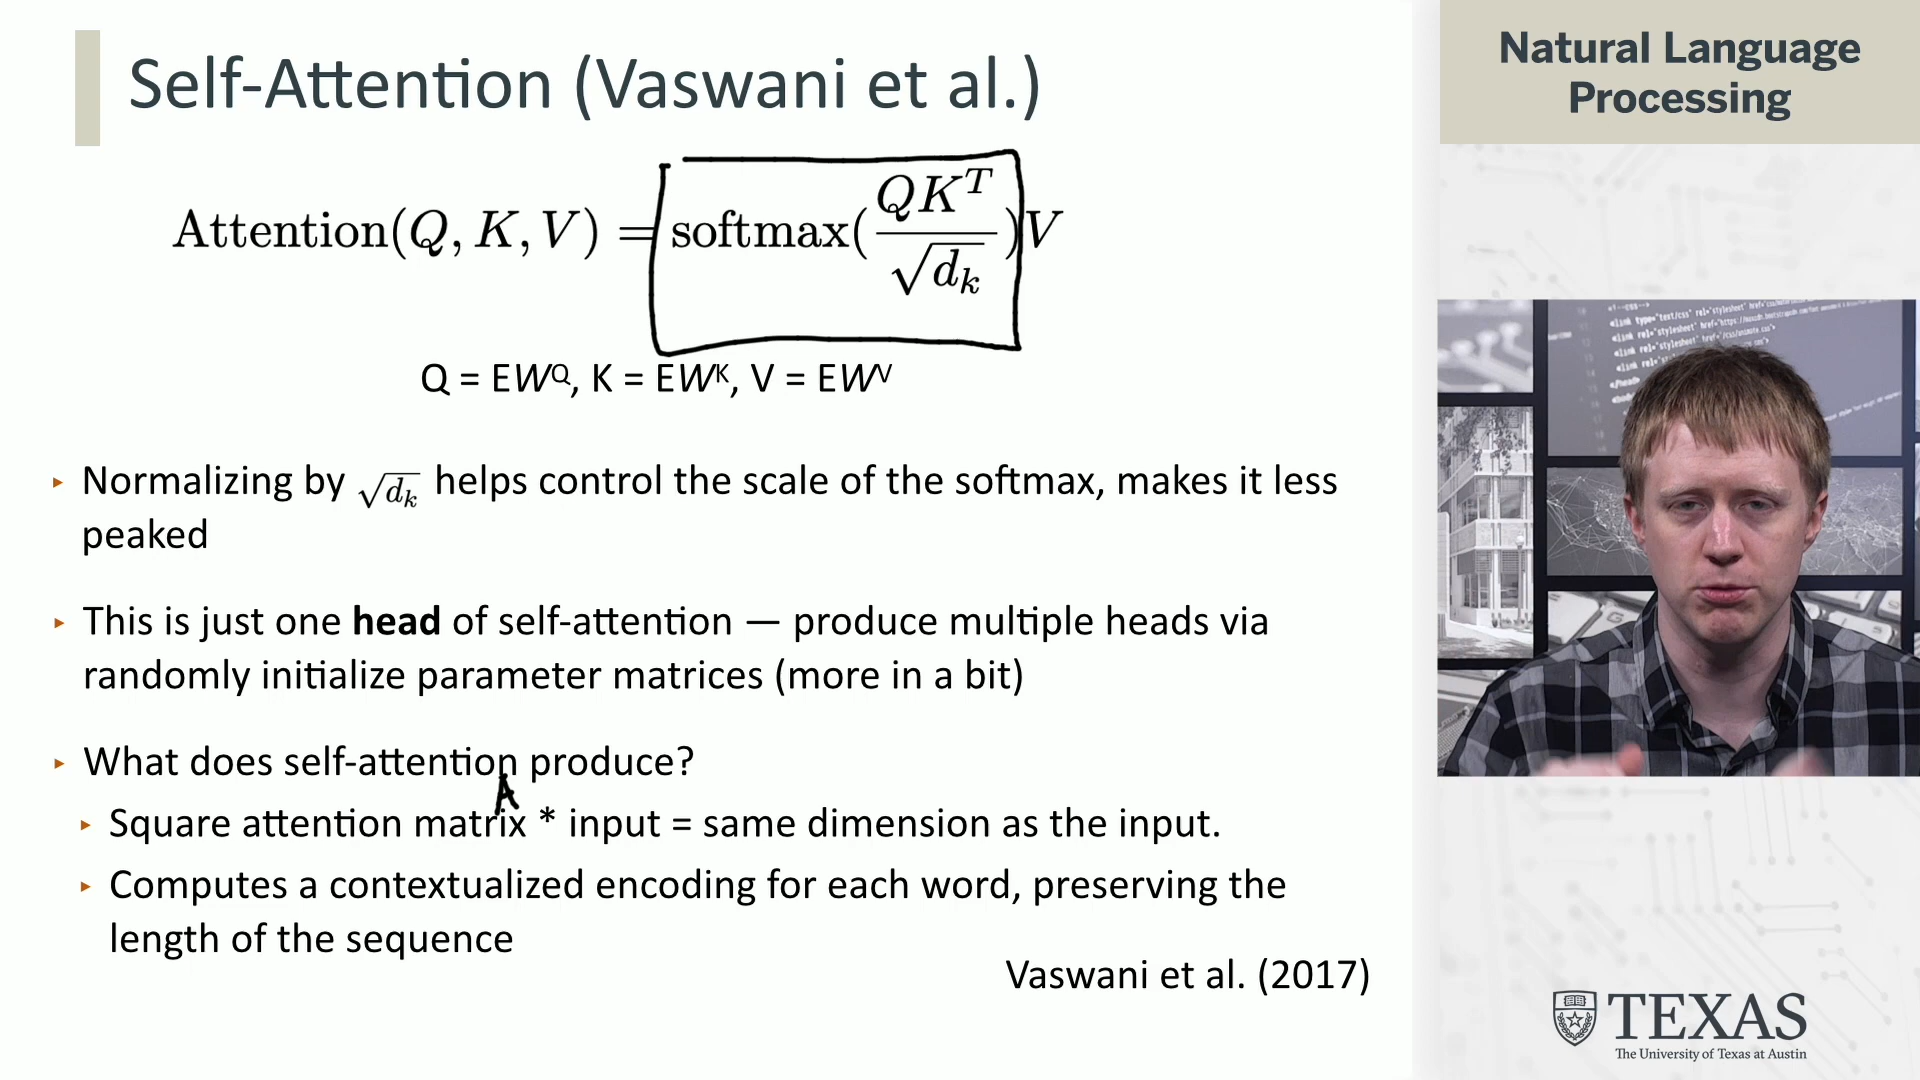 Self-Attention (Vaswani et al.)
Attention(Q, K, V) = softmax(QK^T / √d_k)V
Q = EW^Q, K = EW^K, V = EW^V
▸ Normalizing by √d_k helps control the scale of the softmax, makes it less
peaked
▸ This is just one head of self-attention — produce multiple heads via
randomly initialize parameter matrices (more in a bit)
▸ What does self-attention produce?
A
▸ Square attention matrix * input = same dimension as the input.
▸ Computes a contextualized encoding for each word, preserving the
length of the sequence
Vaswani et al. (2017)
Natural Language
Processing
TEXAS
The University of Texas at Austin